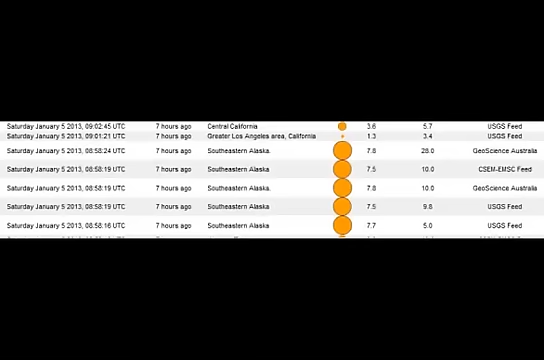 Saturday January 5 2013, 09:02:45 UTC 7 hours ago Central California 3.6 5.7 USGS Feed
Saturday January 5 2013, 09:01:21 UTC 7 hours ago Greater Los Angeles area, California 1.3 3.4 USGS Feed
Saturday January 5 2013, 08:58:24 UTC 7 hours ago Southeastern Alaska. 7.8 28.0 GeoScience Australia
Saturday January 5 2013, 08:58:19 UTC 7 hours ago Southeastern Alaska 7.5 10.0 CSEM-EMSC Feed
Saturday January 5 2013, 08:58:19 UTC 7 hours ago Southeastern Alaska. 7.8 10.0 GeoScience Australia
Saturday January 5 2013, 08:58:19 UTC 7 hours ago Southeastern Alaska 7.5 9.8 USGS Feed
Saturday January 5 2013, 08:58:16 UTC 7 hours ago Southeastern Alaska 7.7 5.0 USGS Feed